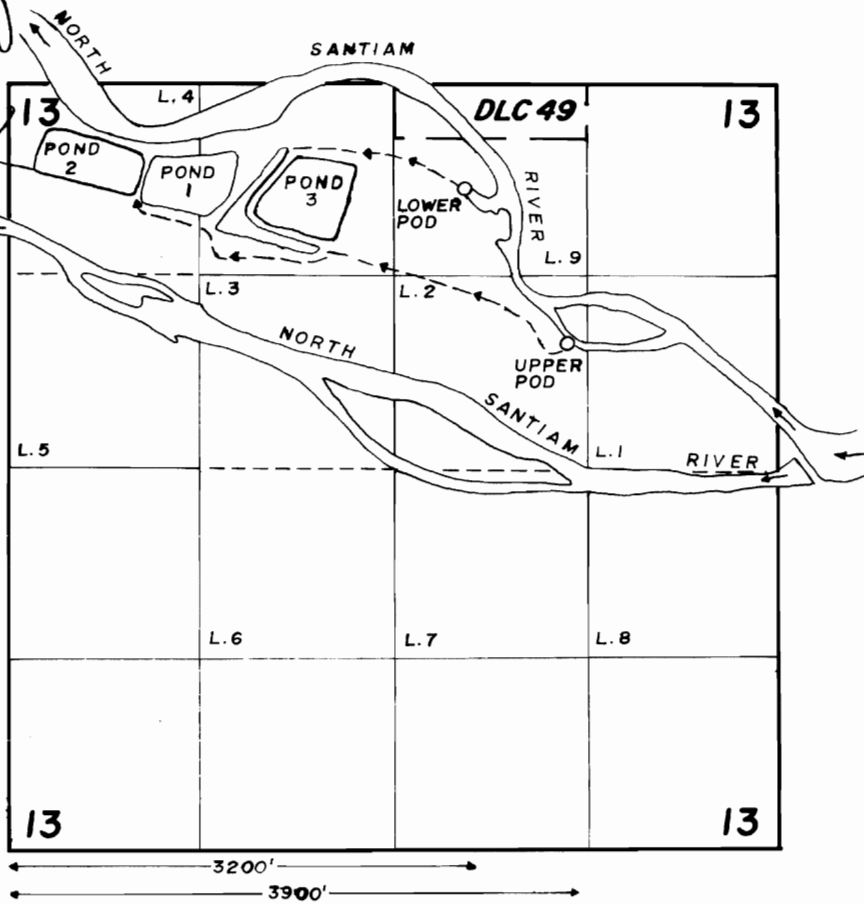 NORTH
SANTIAM
L.4
13
DLC 49
13
POND
2
POND
1
POND
3
LOWER
POD
RIVER
L.9
L.3
L.2
NORTH
UPPER
POD
SANTIAM
L.5
L.1
RIVER
L.6
L.7
L.8
13
13
3200'
3900'